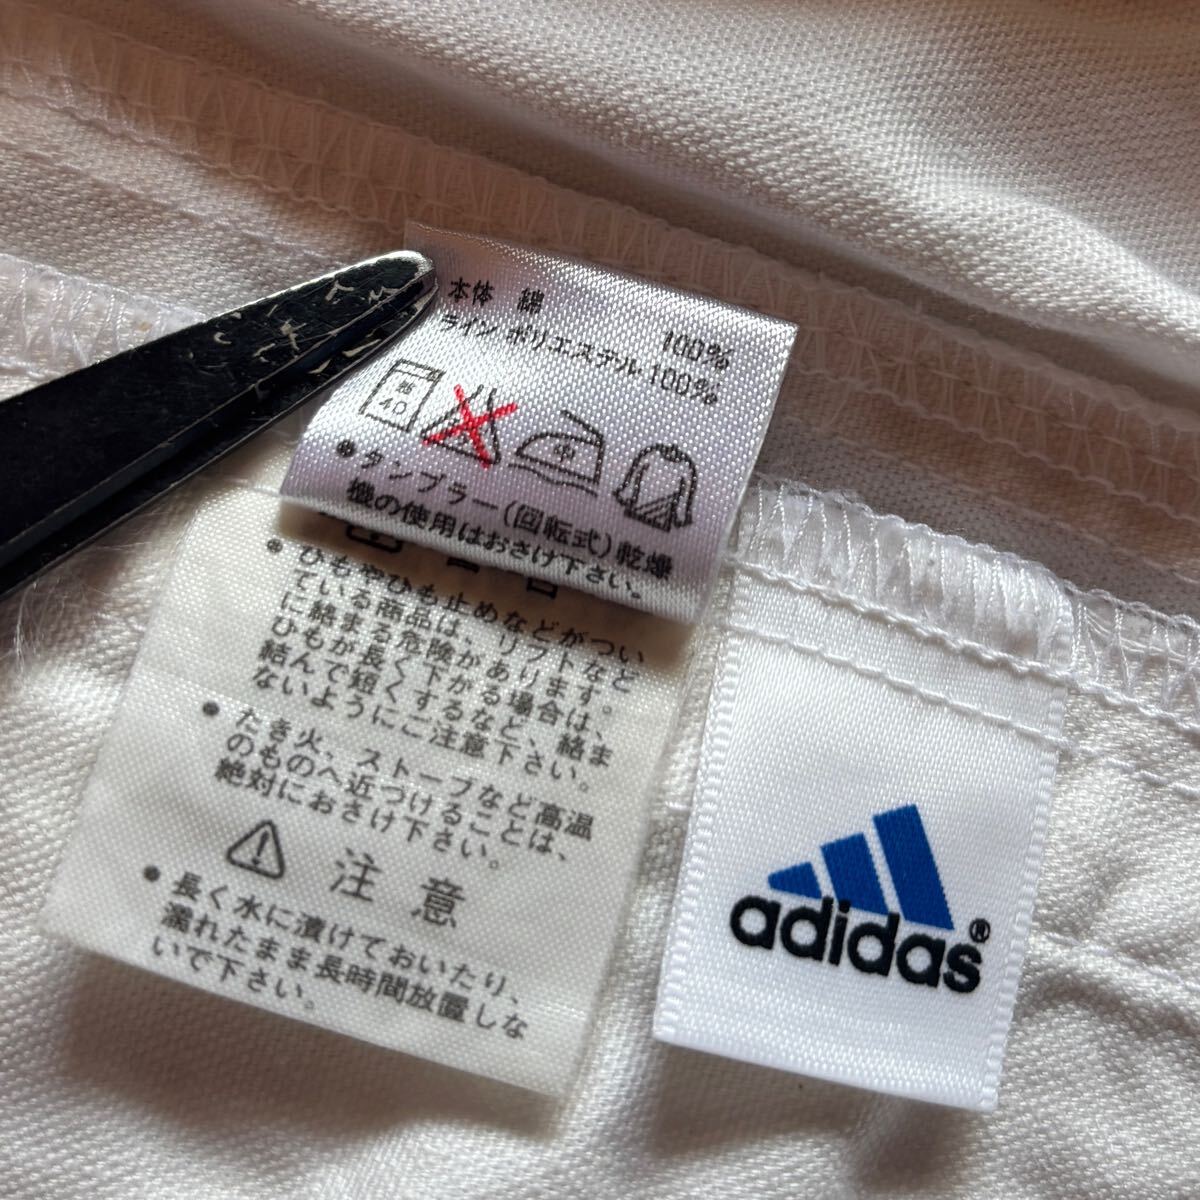 本体 綿 100%
ライン ポリエステル 100%
弱
40
中
●タンブラー(回転式)乾燥
機の使用はおさけ下さい。
●ひもやひも止めなどがつい
ている商品は、リフトなど
に絡まる危険があります。
ひもが長く下がる場合は、
結んで短くするなど、絡ま
ないようにご注意下さい。
●たき火、ストーブなど高温
のものへ近づけることは、
絶対におさけ下さい。
注意
●長く水に漬けておいたり、
濡れたまま長時間放置しな
いで下さい。
adidas®